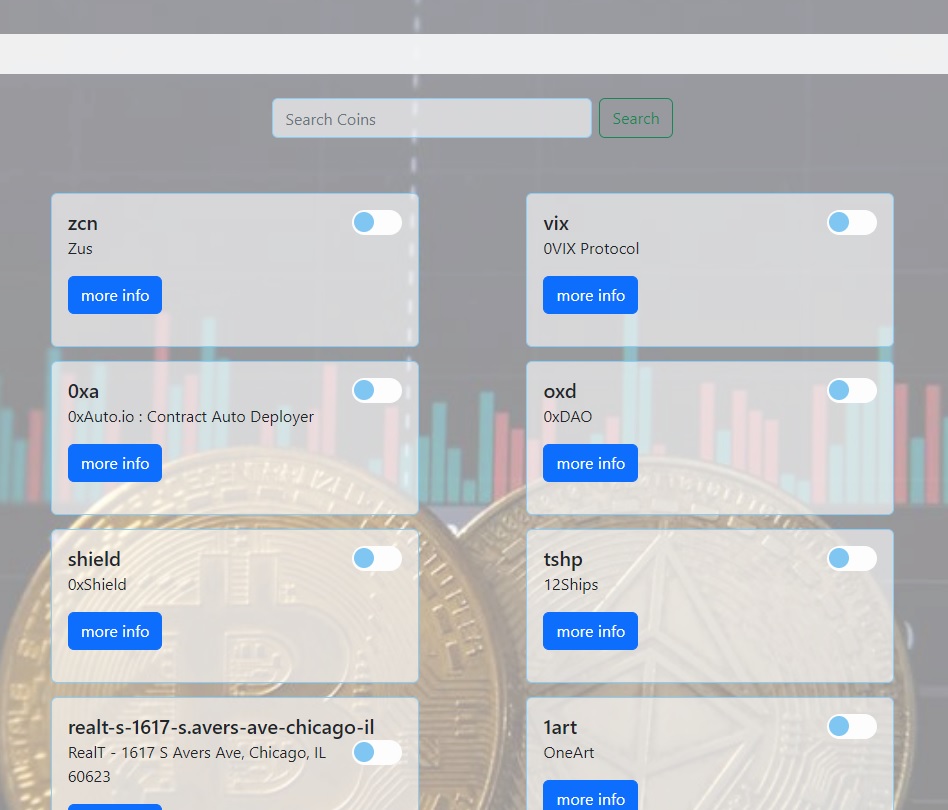 Search Coins
Search
zcn
Zus
more info
vix
0VIX Protocol
more info
0xa
0xAuto.io : Contract Auto Deployer
more info
oxd
0xDAO
more info
shield
0xShield
more info
tshp
12Ships
more info
realt-s-1617-s.avers-ave-chicago-il
RealT - 1617 S Avers Ave, Chicago, IL
60623
1art
OneArt
more info